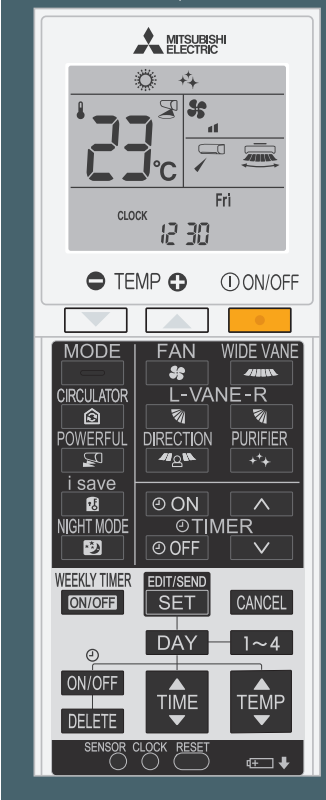 MITSUBISHI
ELECTRIC
23°C
Fri
CLOCK
12 30
TEMP
ON/OFF
MODE FAN WIDE VANE
CIRCULATOR L-VANE-R
POWERFUL DIRECTION PURIFIER
i save
ON
NIGHT MODE TIMER
OFF
WEEKLY TIMER EDIT/SEND
ON/OFF SET CANCEL
DAY 1~4
ON/OFF TIME TEMP
DELETE
SENSOR CLOCK RESET